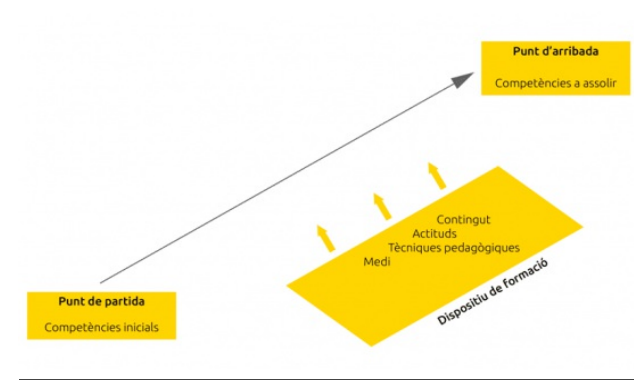 Punt d'arribada
Competències a assolir
Contingut
Actituds
Tècniques pedagògiques
Medi
Dispositiu de formació
Punt de partida
Competències inicials